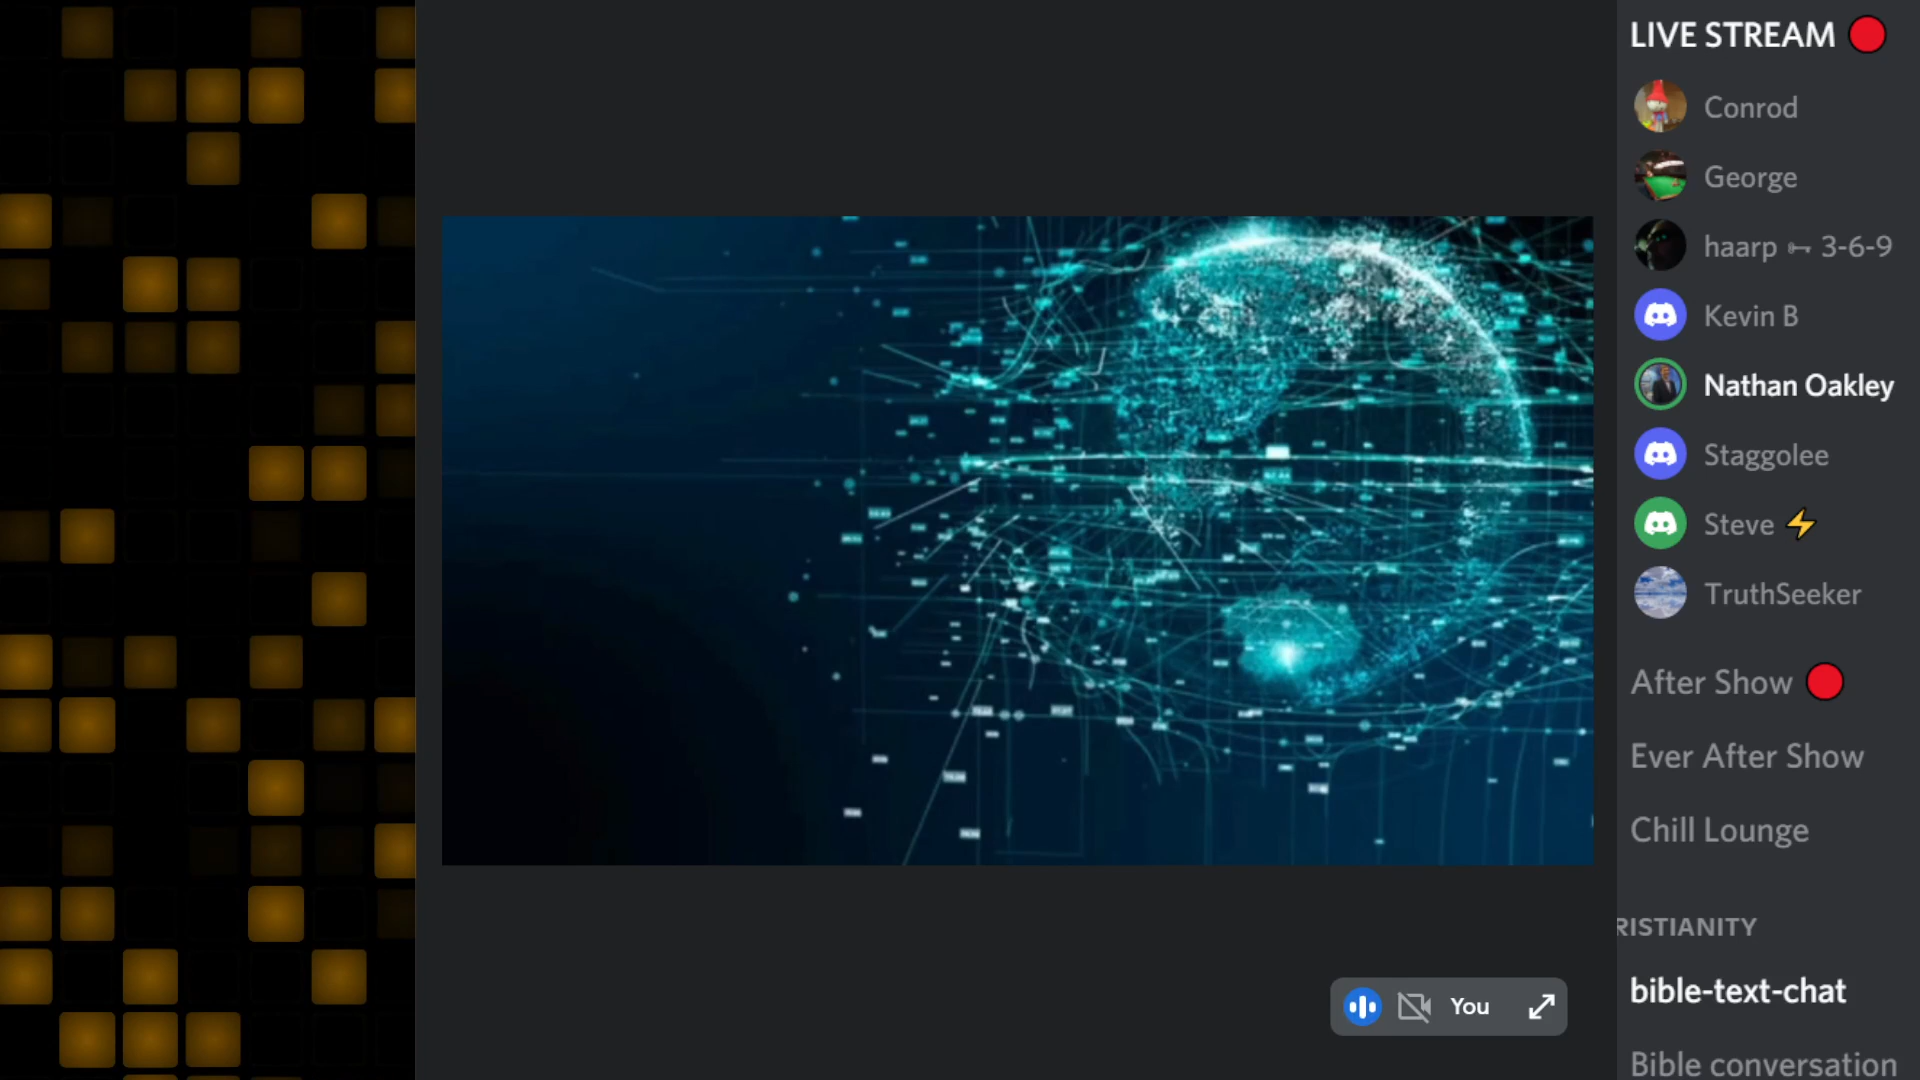 LIVE STREAM
Conrod
George
haarp 🗝 3-6-9
Kevin B
Nathan Oakley
Staggolee
Steve ⚡
TruthSeeker
After Show
Ever After Show
Chill Lounge
RISTIANITY
bible-text-chat
Bible conversation
You